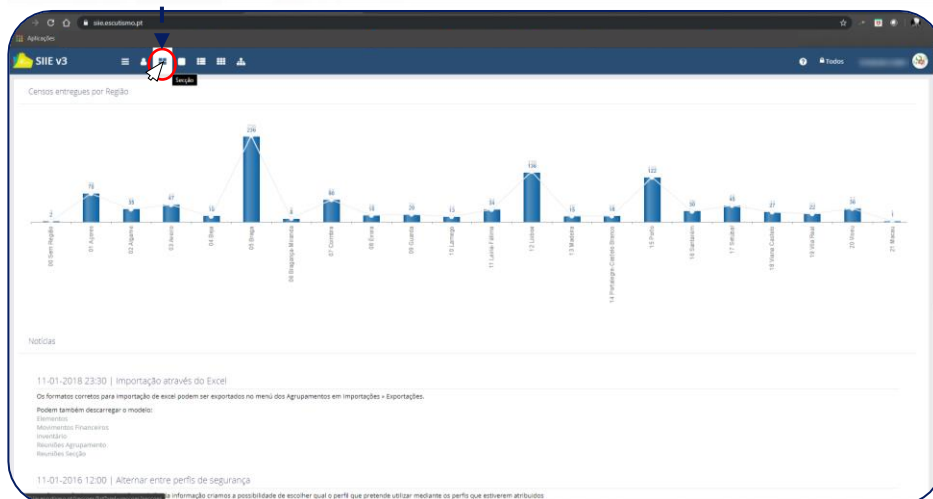 siie.escutismo.pt
Aplicações
SIIE v3
Todos
Secção
Censos entregues por Região
2
79
33
47
15
236
8
60
18
20
13
34
136
15
16
122
30
43
27
22
36
1
00 Sem Região
01 Açores
02 Algarve
03 Aveiro
04 Beja
05 Braga
06 Bragança-Miranda
07 Coimbra
08 Évora
09 Guarda
10 Lamego
11 Leiria-Fátima
12 Lisboa
13 Madeira
14 Portalegre-Castelo Branco
15 Porto
16 Santarém
17 Setúbal
18 Viana Castelo
19 Vila Real
20 Viseu
21 Macau
Notícias
11-01-2018 23:30 | Importação através do Excel
Os formatos corretos para importação de excel podem ser exportados no menú dos Agrupamentos em Importações » Exportações.
Podem também descarregar o modelo:
Elementos
Movimentos Financeiros
Inventário
Reuniões Agrupamento
Reuniões Secção
11-01-2016 12:00 | Alternar entre perfis de segurança
a informação criamos a possibilidade de escolher qual o perfil que pretende utilizar mediante os perfis que estiverem atribuidos